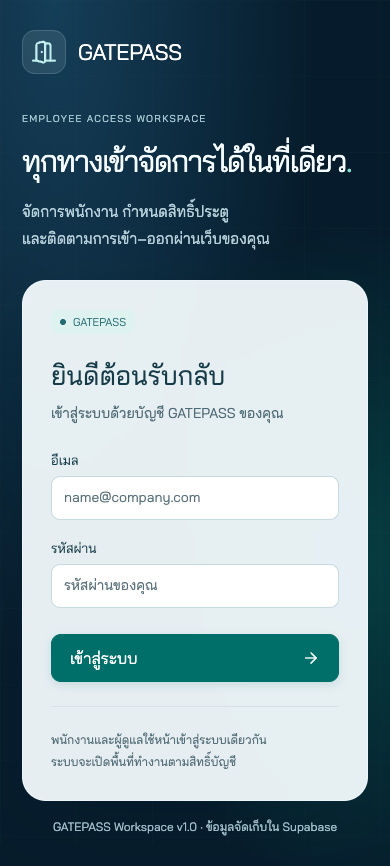 GATEPASS
EMPLOYEE ACCESS WORKSPACE
ทุกทางเข้าจัดการได้ในที่เดียว.
จัดการพนักงาน กำหนดสิทธิ์ประตู
และติดตามการเข้า–ออกผ่านเว็บของคุณ
GATEPASS
ยินดีต้อนรับกลับ
เข้าสู่ระบบด้วยบัญชี GATEPASS ของคุณ
อีเมล
name@company.com
รหัสผ่าน
รหัสผ่านของคุณ
เข้าสู่ระบบ
พนักงานและผู้ดูแลใช้หน้าเข้าสู่ระบบเดียวกัน
ระบบจะเปิดพื้นที่ทำงานตามสิทธิ์บัญชี
GATEPASS Workspace v1.0 · ข้อมูลจัดเก็บใน Supabase